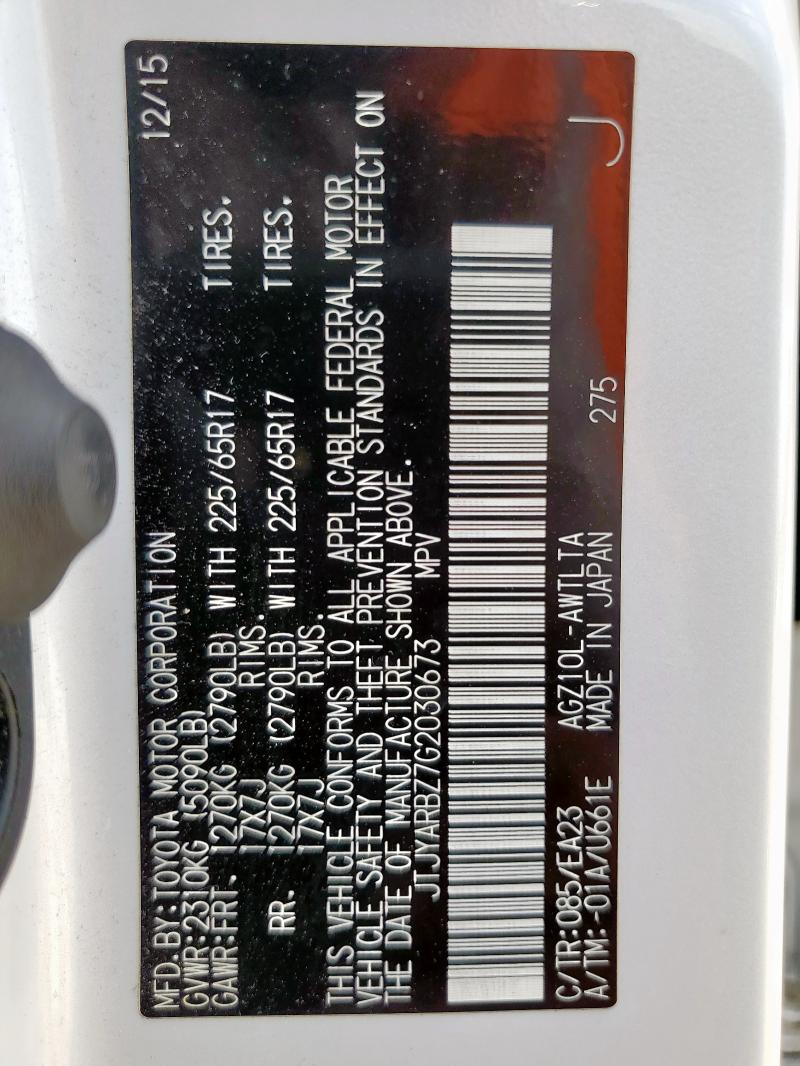 MFD. BY: TOYOTA MOTOR CORPORATION 12/15
GVWR: 2310KG (5090LB)
GAWR: FRT. 1270KG (2790LB) WITH 225/65R17 TIRES.
17X7J RIMS.
RR. 1270KG (2790LB) WITH 225/65R17 TIRES.
17X7J RIMS.
THIS VEHICLE CONFORMS TO ALL APPLICABLE FEDERAL MOTOR
VEHICLE SAFETY AND THEFT PREVENTION STANDARDS IN EFFECT ON
THE DATE OF MANUFACTURE SHOWN ABOVE.
JTJYARBZ7G2030673 MPV
C/TR: 085/EA23 AGZ10L-AWTLTA
A/TM: -01A/U661E MADE IN JAPAN 275 J